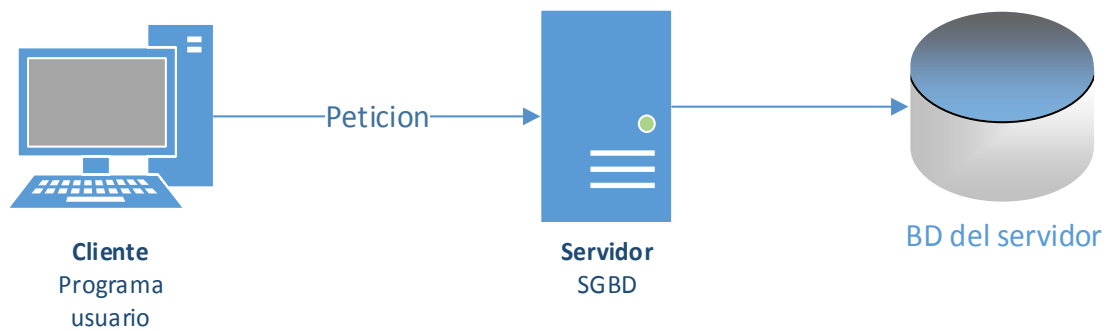 Peticion
Cliente
Programa
usuario
Servidor
SGBD
BD del servidor